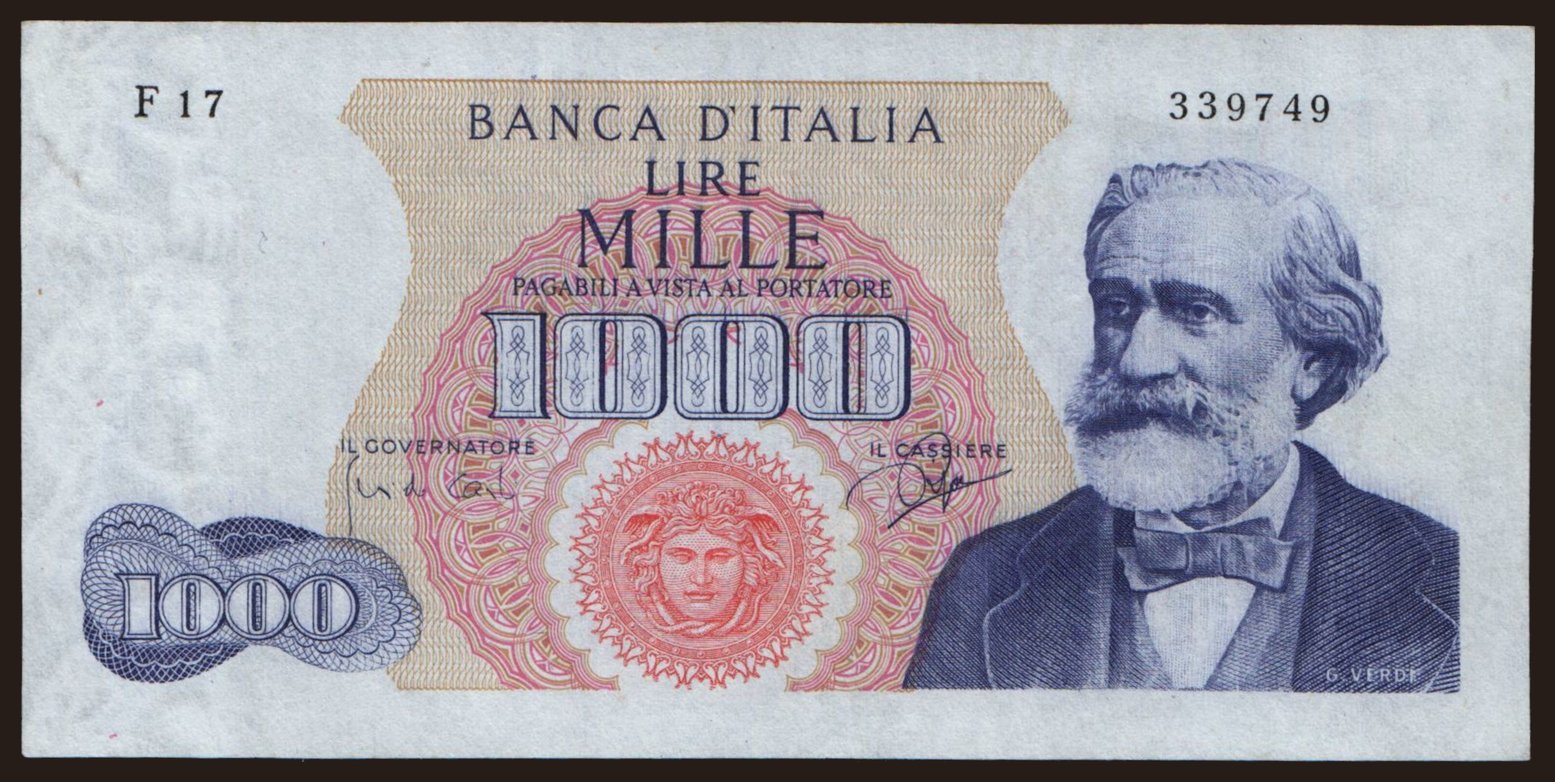 F 17
339749
BANCA D'ITALIA
LIRE
MILLE
PAGABILI A VISTA AL PORTATORE
1000
IL GOVERNATORE
IL CASSIERE
1000
G. VERDI